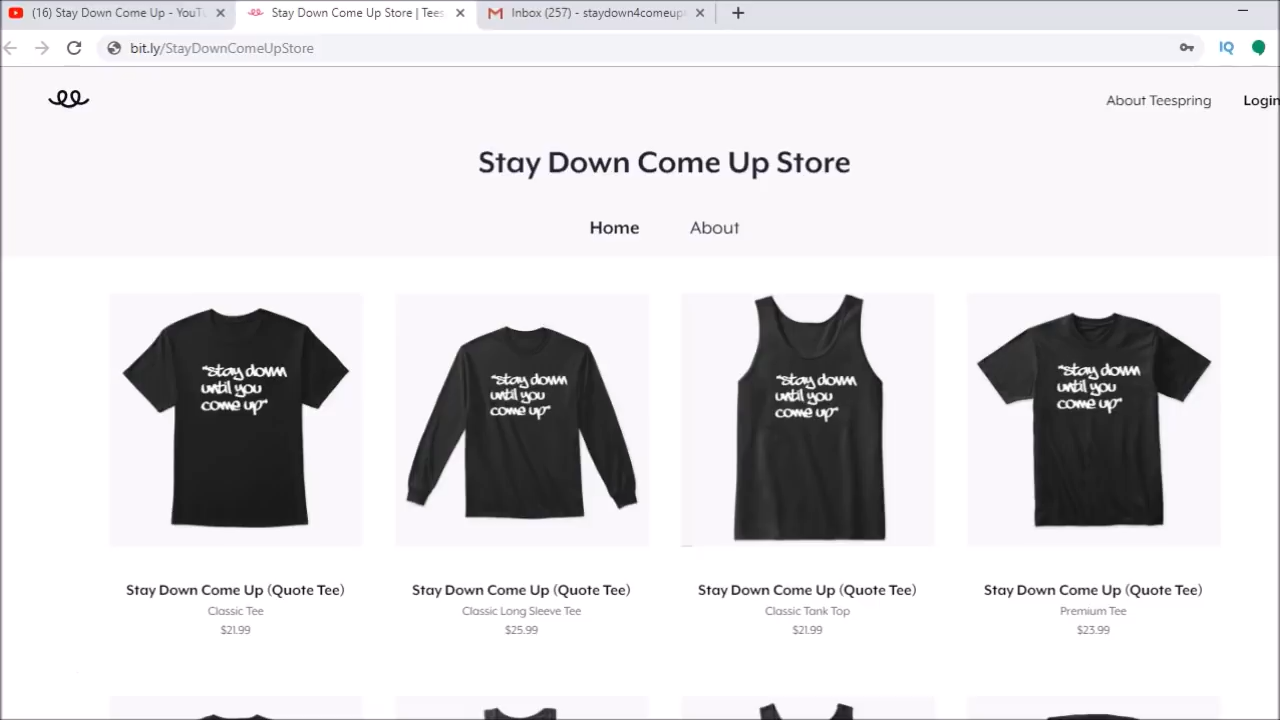 (16) Stay Down Come Up - YouTu
Stay Down Come Up Store | Tees
Inbox (257) - staydown4comeup
bit.ly/StayDownComeUpStore
IQ
About Teespring
Login
Stay Down Come Up Store
Home
About
"stay down
until you
come up"
"stay down
until you
come up"
"stay down
until you
come up"
"stay down
until you
come up"
Stay Down Come Up (Quote Tee)
Classic Tee
$21.99
Stay Down Come Up (Quote Tee)
Classic Long Sleeve Tee
$25.99
Stay Down Come Up (Quote Tee)
Classic Tank Top
$21.99
Stay Down Come Up (Quote Tee)
Premium Tee
$23.99